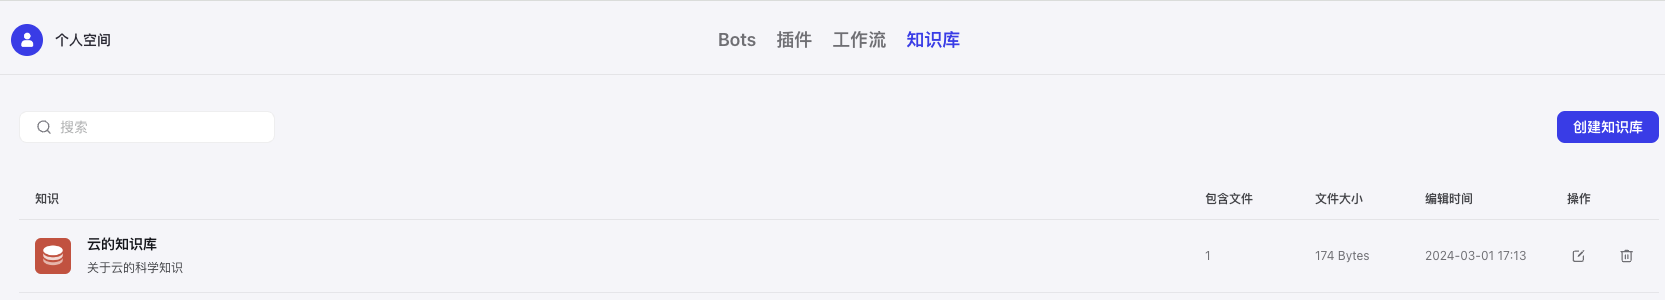 个人空间
Bots 插件 工作流 知识库
搜索
创建知识库
知识 包含文件 文件大小 编辑时间 操作
云的知识库
关于云的科学知识
1 174 Bytes 2024-03-01 17:13